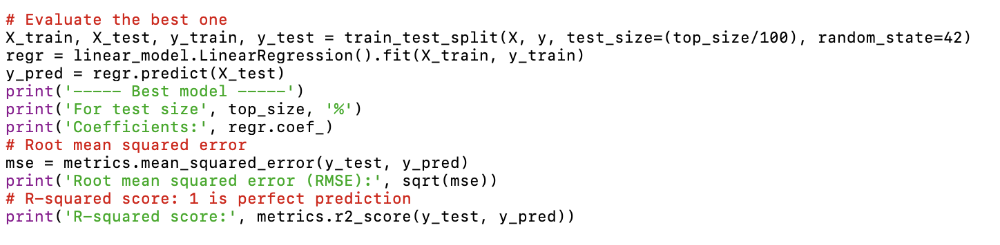 # Evaluate the best one
X_train, X_test, y_train, y_test = train_test_split(X, y, test_size=(top_size/100), random_state=42)
regr = linear_model.LinearRegression().fit(X_train, y_train)
y_pred = regr.predict(X_test)
print('----- Best model -----')
print('For test size', top_size, '%')
print('Coefficients:', regr.coef_)
# Root mean squared error
mse = metrics.mean_squared_error(y_test, y_pred)
print('Root mean squared error (RMSE):', sqrt(mse))
# R-squared score: 1 is perfect prediction
print('R-squared score:', metrics.r2_score(y_test, y_pred))